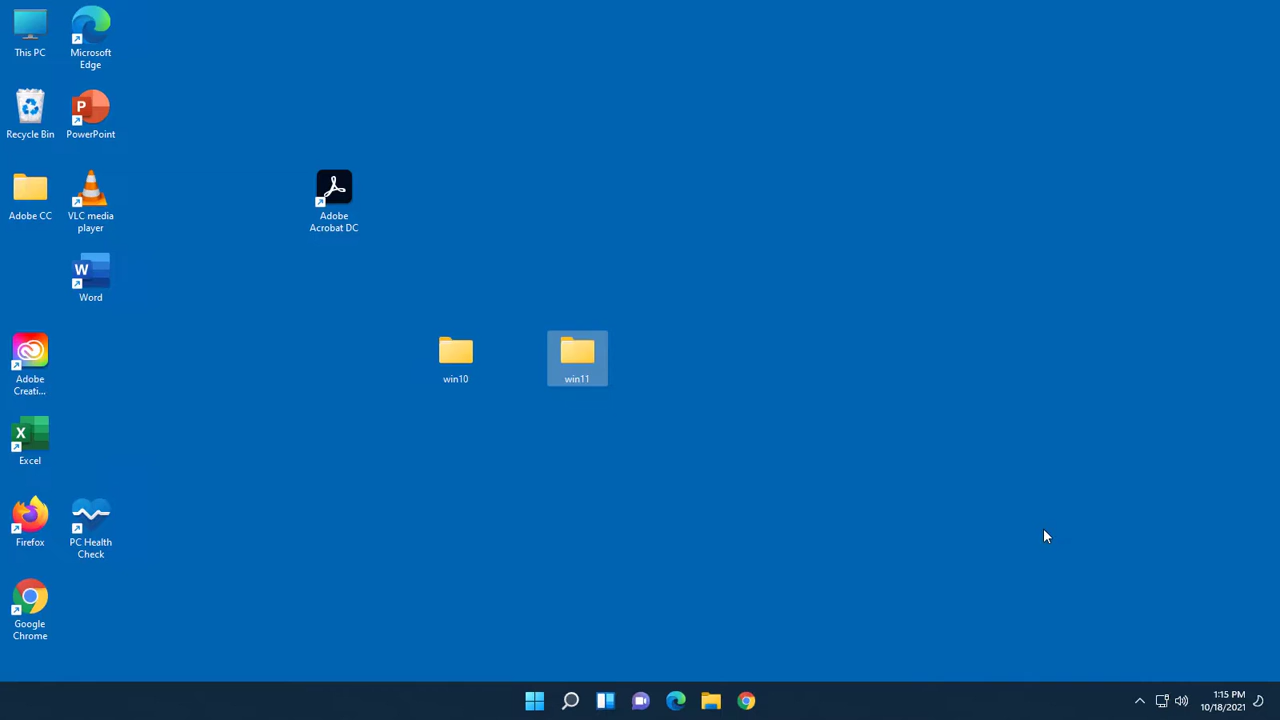 This PC
Microsoft
Edge
Recycle Bin
PowerPoint
Adobe CC
VLC media
player
Adobe
Acrobat DC
Word
Adobe
Creati...
win10
win11
Excel
Firefox
PC Health
Check
Google
Chrome
1:15 PM
10/18/2021